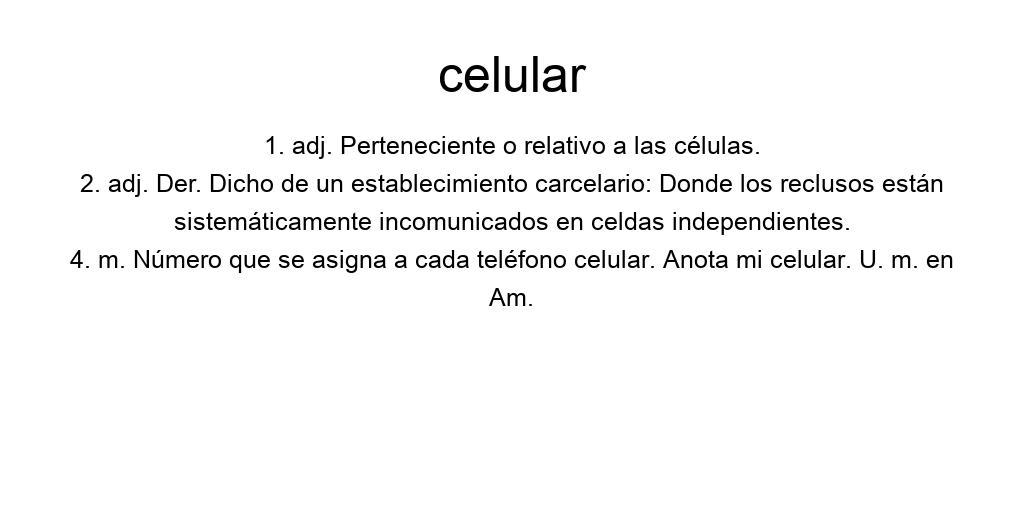 celular
1. adj. Perteneciente o relativo a las células.
2. adj. Der. Dicho de un establecimiento carcelario: Donde los reclusos están
sistemáticamente incomunicados en celdas independientes.
4. m. Número que se asigna a cada teléfono celular. Anota mi celular. U. m. en
Am.